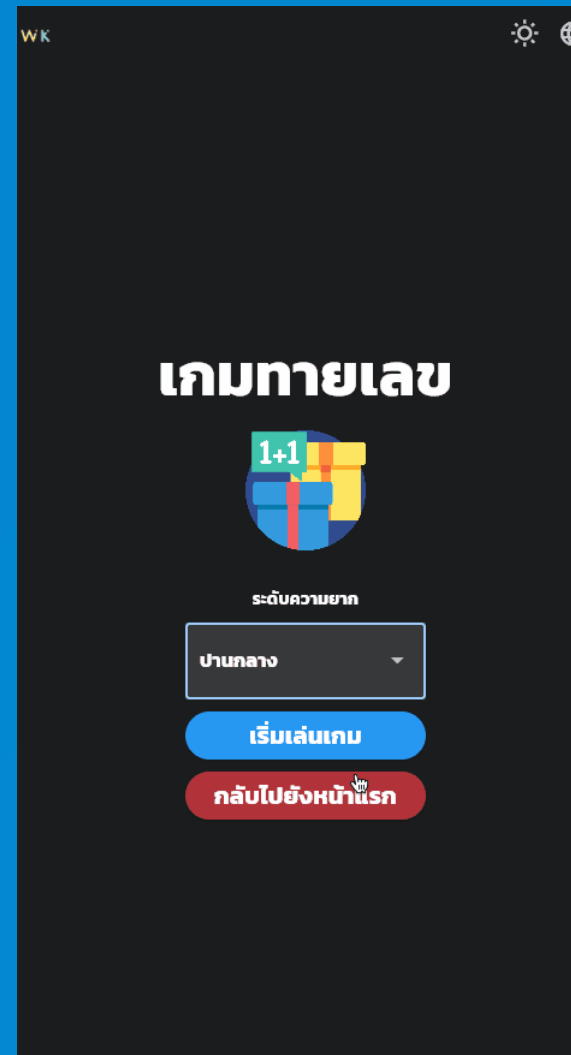 WK
เกมทายเลข
1+1
ระดับความยาก
ปานกลาง
เริ่มเล่นเกม
กลับไปยังหน้าแรก